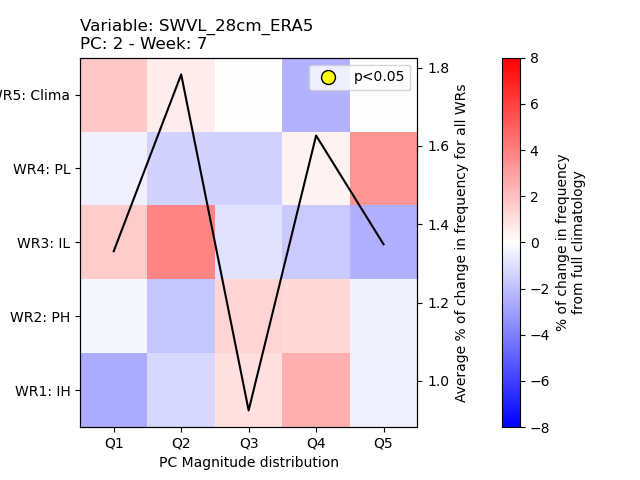 Variable: SWVL_28cm_ERA5
PC: 2 - Week: 7
p<0.05
WR5: Clima
WR4: PL
WR3: IL
WR2: PH
WR1: IH
Q1 Q2 Q3 Q4 Q5
PC Magnitude distribution
1.8
1.6
1.4
1.2
1.0
Average % of change in frequency for all WRs
8
6
4
2
0
−2
−4
−6
−8
% of change in frequency
from full climatology